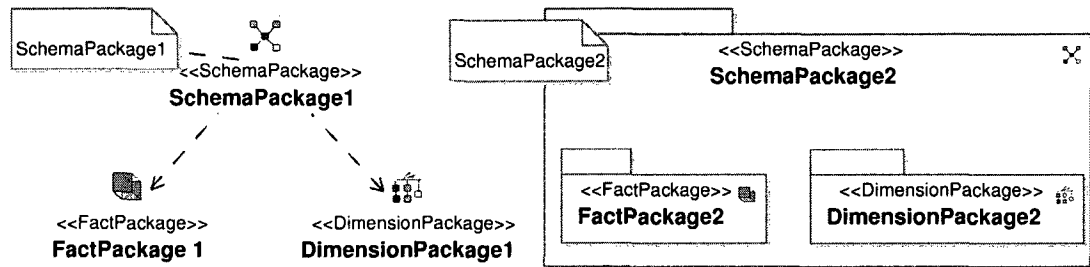 SchemaPackage1
<<SchemaPackage>>
SchemaPackage1
<<FactPackage>>
FactPackage 1
<<DimensionPackage>>
DimensionPackage1
SchemaPackage2
<<SchemaPackage>>
SchemaPackage2
<<FactPackage>>
FactPackage2
<<DimensionPackage>>
DimensionPackage2